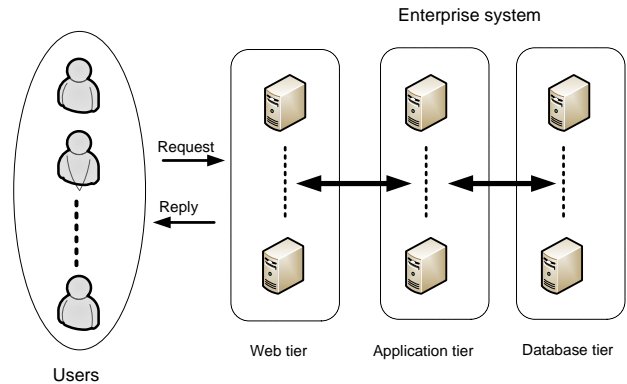 Enterprise system
Request
Reply
Web tier
Application tier
Database tier
Users